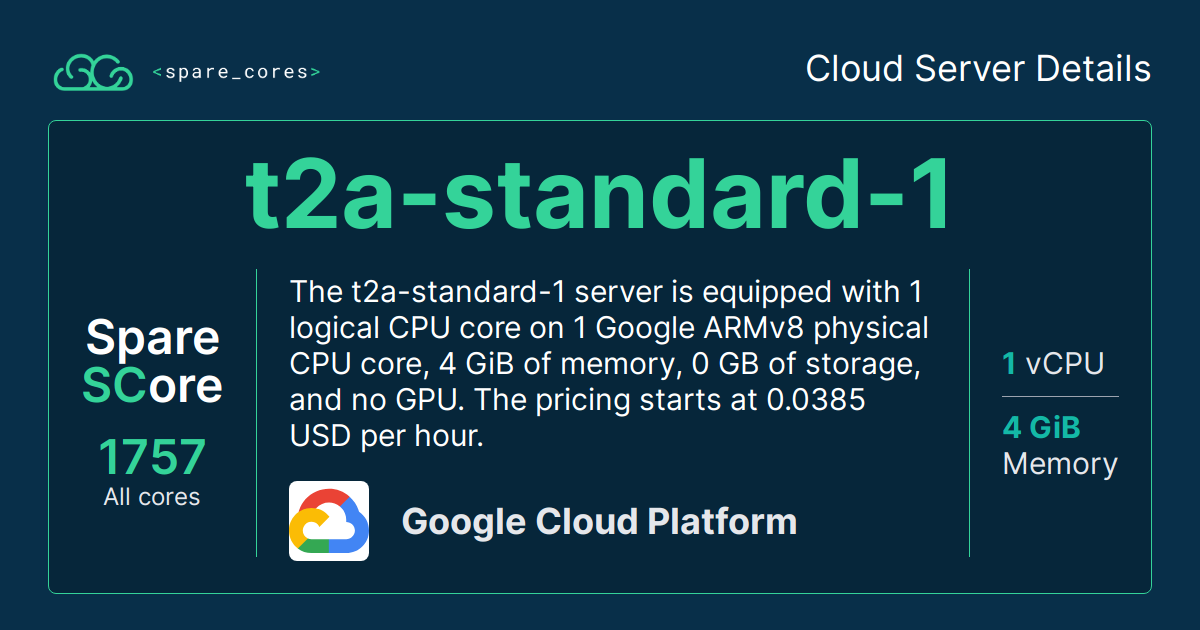 <spare_cores>
Cloud Server Details
t2a-standard-1
Spare
SCore
1757
All cores
The t2a-standard-1 server is equipped with 1
logical CPU core on 1 Google ARMv8 physical
CPU core, 4 GiB of memory, 0 GB of storage,
and no GPU. The pricing starts at 0.0385
USD per hour.
Google Cloud Platform
1 vCPU
4 GiB
Memory